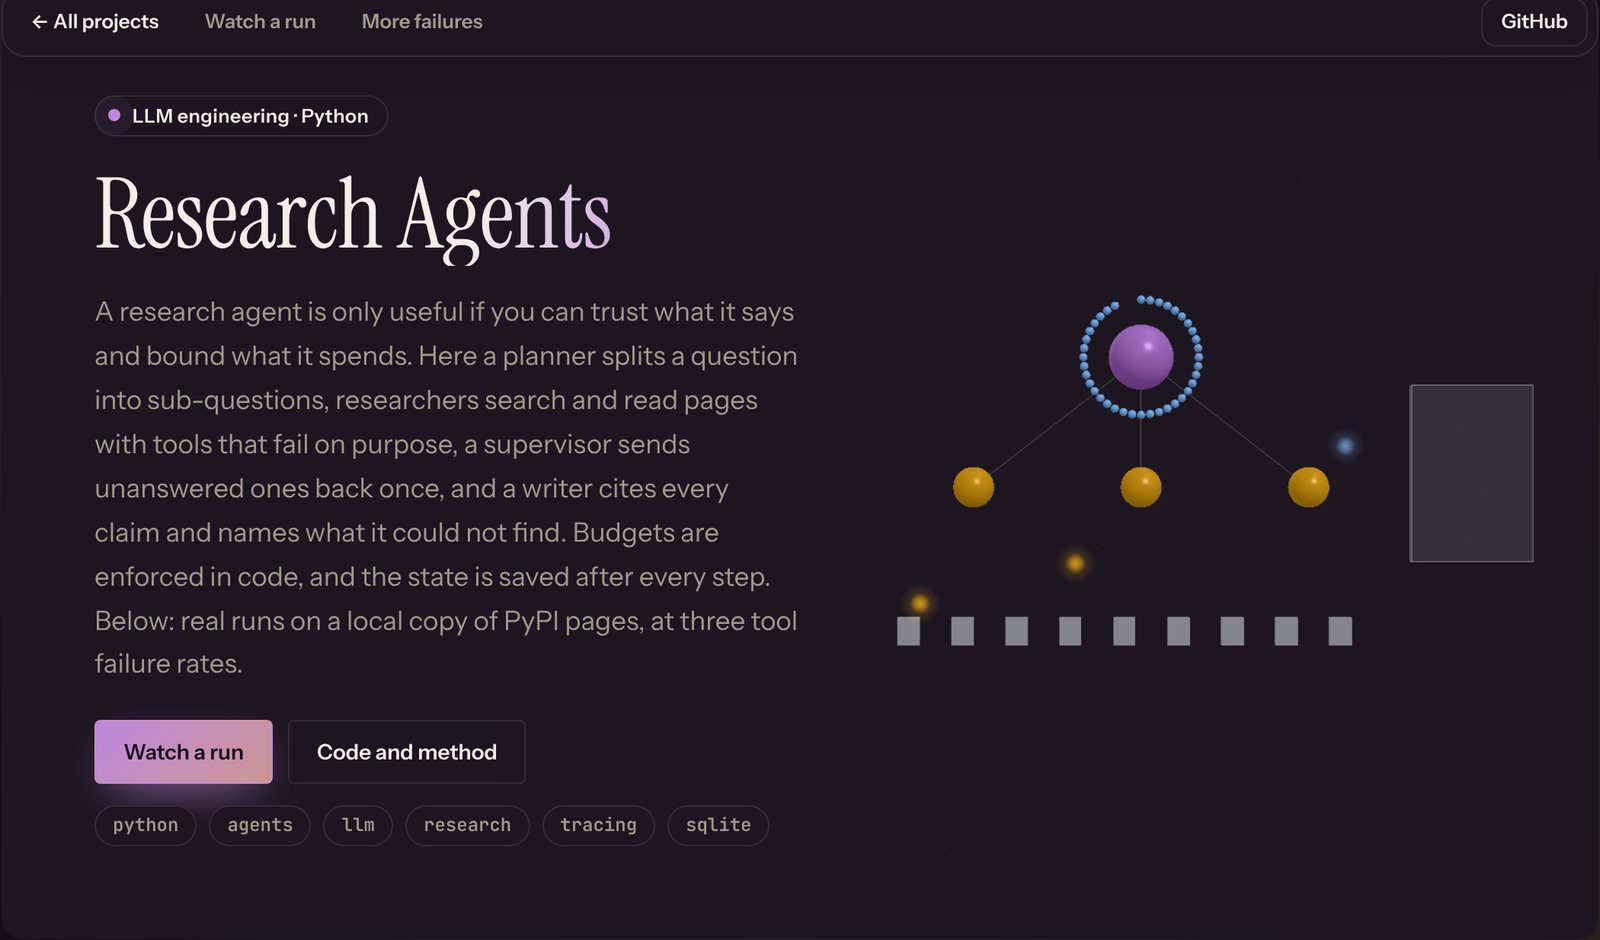 ← All projects
Watch a run
More failures
GitHub
LLM engineering · Python
Research Agents
A research agent is only useful if you can trust what it says
and bound what it spends. Here a planner splits a question
into sub-questions, researchers search and read pages
with tools that fail on purpose, a supervisor sends
unanswered ones back once, and a writer cites every
claim and names what it could not find. Budgets are
enforced in code, and the state is saved after every step.
Below: real runs on a local copy of PyPI pages, at three tool
failure rates.
Watch a run
Code and method
python
agents
llm
research
tracing
sqlite